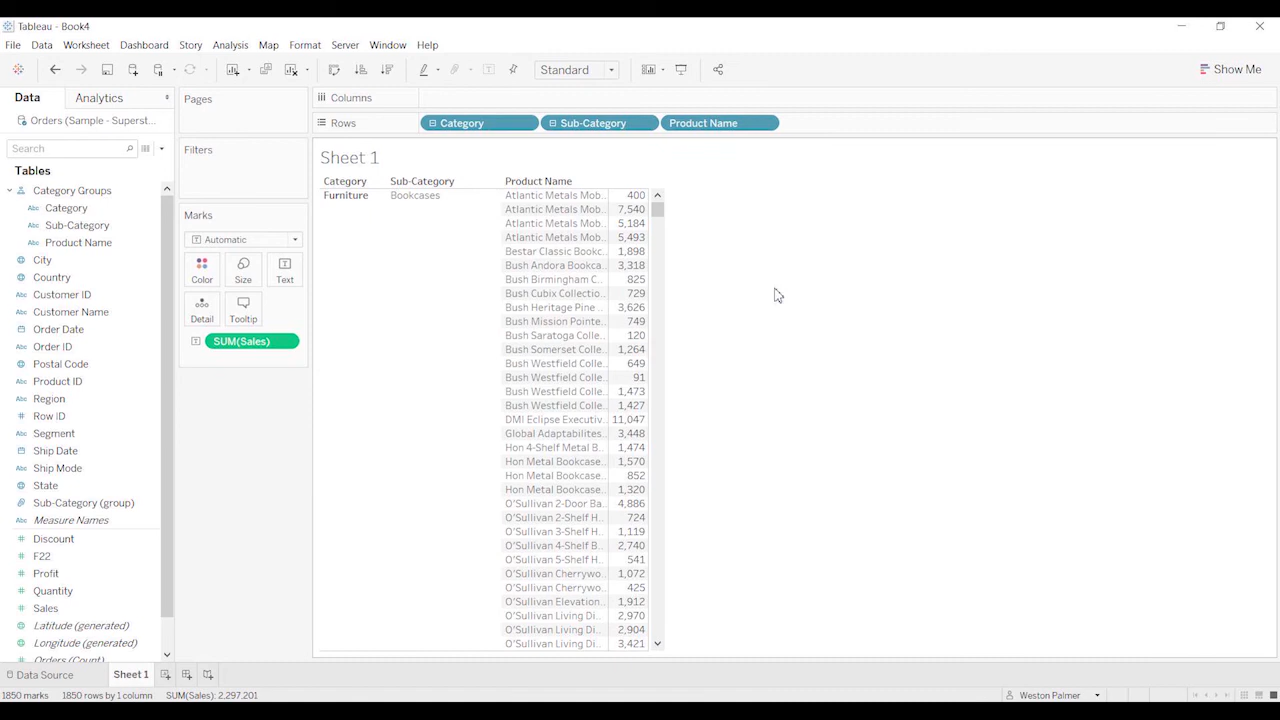 Tableau - Book4
File Data Worksheet Dashboard Story Analysis Map Format Server Window Help
Standard
Show Me
Data Analytics
Orders (Sample - Superst...
Search
Tables
Category Groups
Abc Category
Abc Sub-Category
Abc Product Name
City
Country
Abc Customer ID
Abc Customer Name
Order Date
Abc Order ID
Postal Code
Abc Product ID
Abc Region
# Row ID
Abc Segment
Ship Date
Abc Ship Mode
State
Sub-Category (group)
Abc Measure Names
# Discount
# F22
# Profit
# Quantity
# Sales
Latitude (generated)
Longitude (generated)
# Orders (Count)
Pages
Filters
Marks
Automatic
Color Size Text
Detail Tooltip
SUM(Sales)
Columns
Rows Category Sub-Category Product Name
Sheet 1
Category Sub-Category Product Name
Furniture Bookcases Atlantic Metals Mob.. 400
Atlantic Metals Mob.. 7,540
Atlantic Metals Mob.. 5,184
Atlantic Metals Mob.. 5,493
Bestar Classic Bookc.. 1,898
Bush Andora Bookca.. 3,318
Bush Birmingham C.. 825
Bush Cubix Collectio.. 729
Bush Heritage Pine .. 3,626
Bush Mission Pointe.. 749
Bush Saratoga Colle.. 120
Bush Somerset Colle.. 1,264
Bush Westfield Colle.. 649
Bush Westfield Colle.. 91
Bush Westfield Colle.. 1,473
Bush Westfield Colle.. 1,427
DMI Eclipse Executiv.. 11,047
Global Adaptabilites.. 3,448
Hon 4-Shelf Metal B.. 1,474
Hon Metal Bookcase.. 1,570
Hon Metal Bookcase.. 852
Hon Metal Bookcase.. 1,320
O'Sullivan 2-Door Ba.. 4,886
O'Sullivan 2-Shelf H.. 724
O'Sullivan 3-Shelf H.. 1,119
O'Sullivan 4-Shelf B.. 2,740
O'Sullivan 5-Shelf H.. 541
O'Sullivan Cherrywo.. 1,072
O'Sullivan Cherrywo.. 425
O'Sullivan Elevation.. 1,912
O'Sullivan Living Di.. 2,970
O'Sullivan Living Di.. 2,904
O'Sullivan Living Di.. 3,421
Data Source Sheet 1
1850 marks 1850 rows by 1 column SUM(Sales): 2,297,201 Weston Palmer